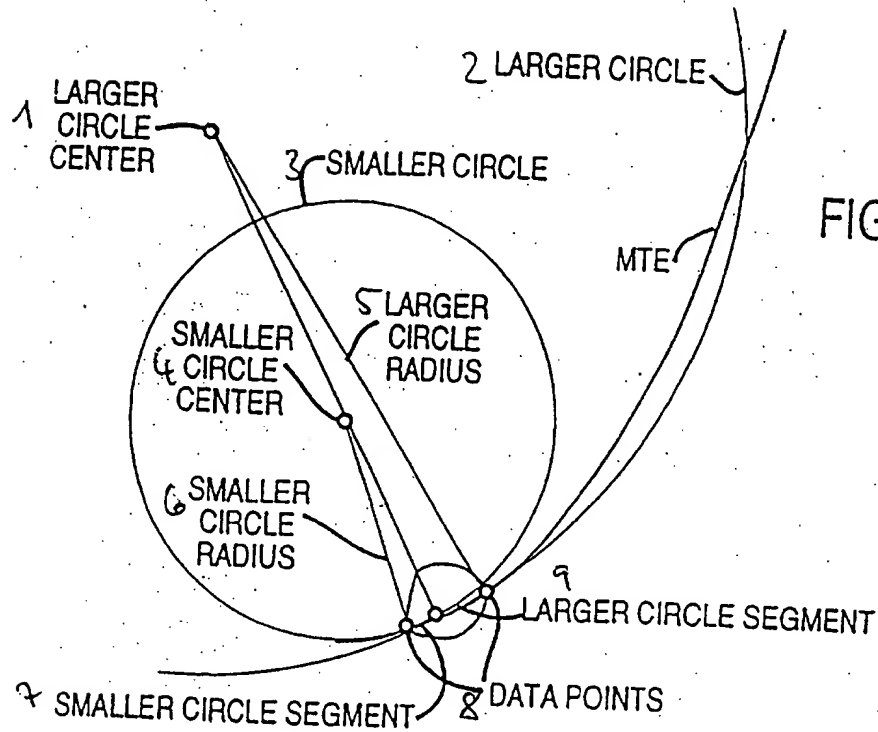 2 LARGER CIRCLE
1 LARGER
CIRCLE
CENTER
3 SMALLER CIRCLE
FIG
MTE
5 LARGER
CIRCLE
RADIUS
SMALLER
4 CIRCLE
CENTER
6 SMALLER
CIRCLE
RADIUS
9
LARGER CIRCLE SEGMENT
8 DATA POINTS
7 SMALLER CIRCLE SEGMENT